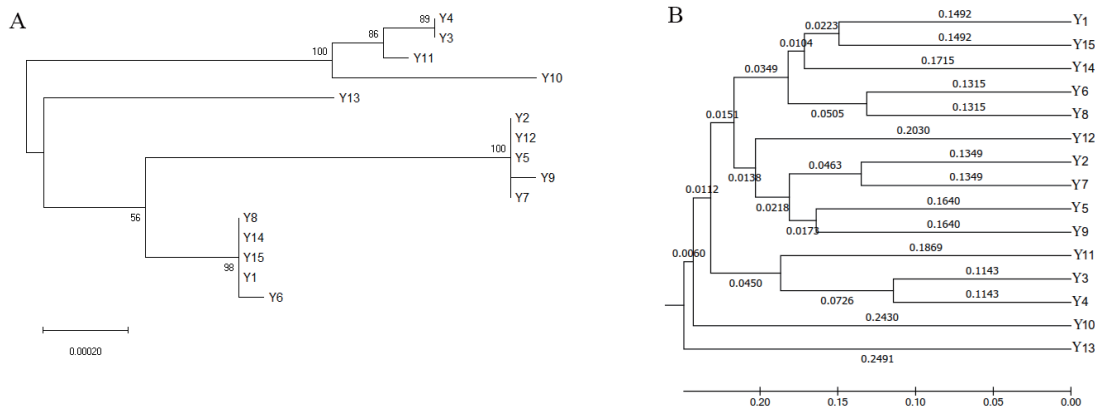 A
89
Y4
Y3
86
100
Y11
Y10
Y13
Y2
Y12
100
Y5
Y9
Y7
56
Y8
Y14
Y15
98
Y1
Y6
0.00020
B
0.1492
Y1
0.0223
0.1492
Y15
0.0104
0.1715
Y14
0.0349
0.1315
Y6
0.0505
0.1315
Y8
0.0151
0.2030
Y12
0.0138
0.0463
0.1349
Y2
0.1349
Y7
0.0112
0.0218
0.1640
Y5
0.0173
0.1640
Y9
0.0060
0.1869
Y11
0.0450
0.1143
Y3
0.0726
0.1143
Y4
0.2430
Y10
0.2491
Y13
0.20 0.15 0.10 0.05 0.00